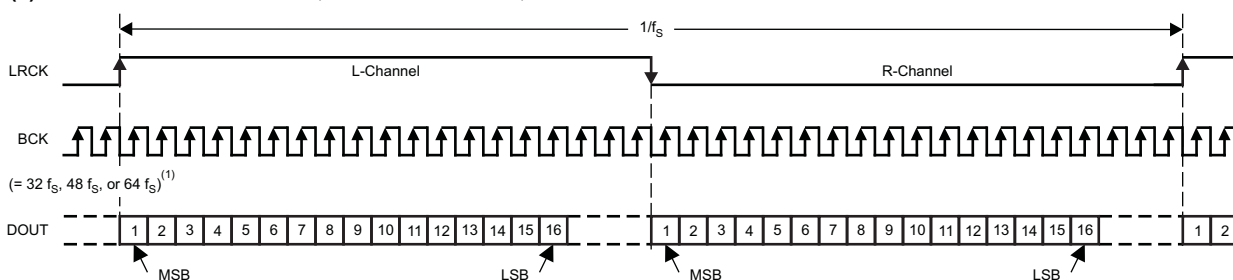 1/fS
LRCK
L-Channel
R-Channel
BCK
(= 32 fS, 48 fS, or 64 fS)(1)
DOUT
1 2 3 4 5 6 7 8 9 10 11 12 13 14 15 16
1 2 3 4 5 6 7 8 9 10 11 12 13 14 15 16
1 2
MSB
LSB
MSB
LSB